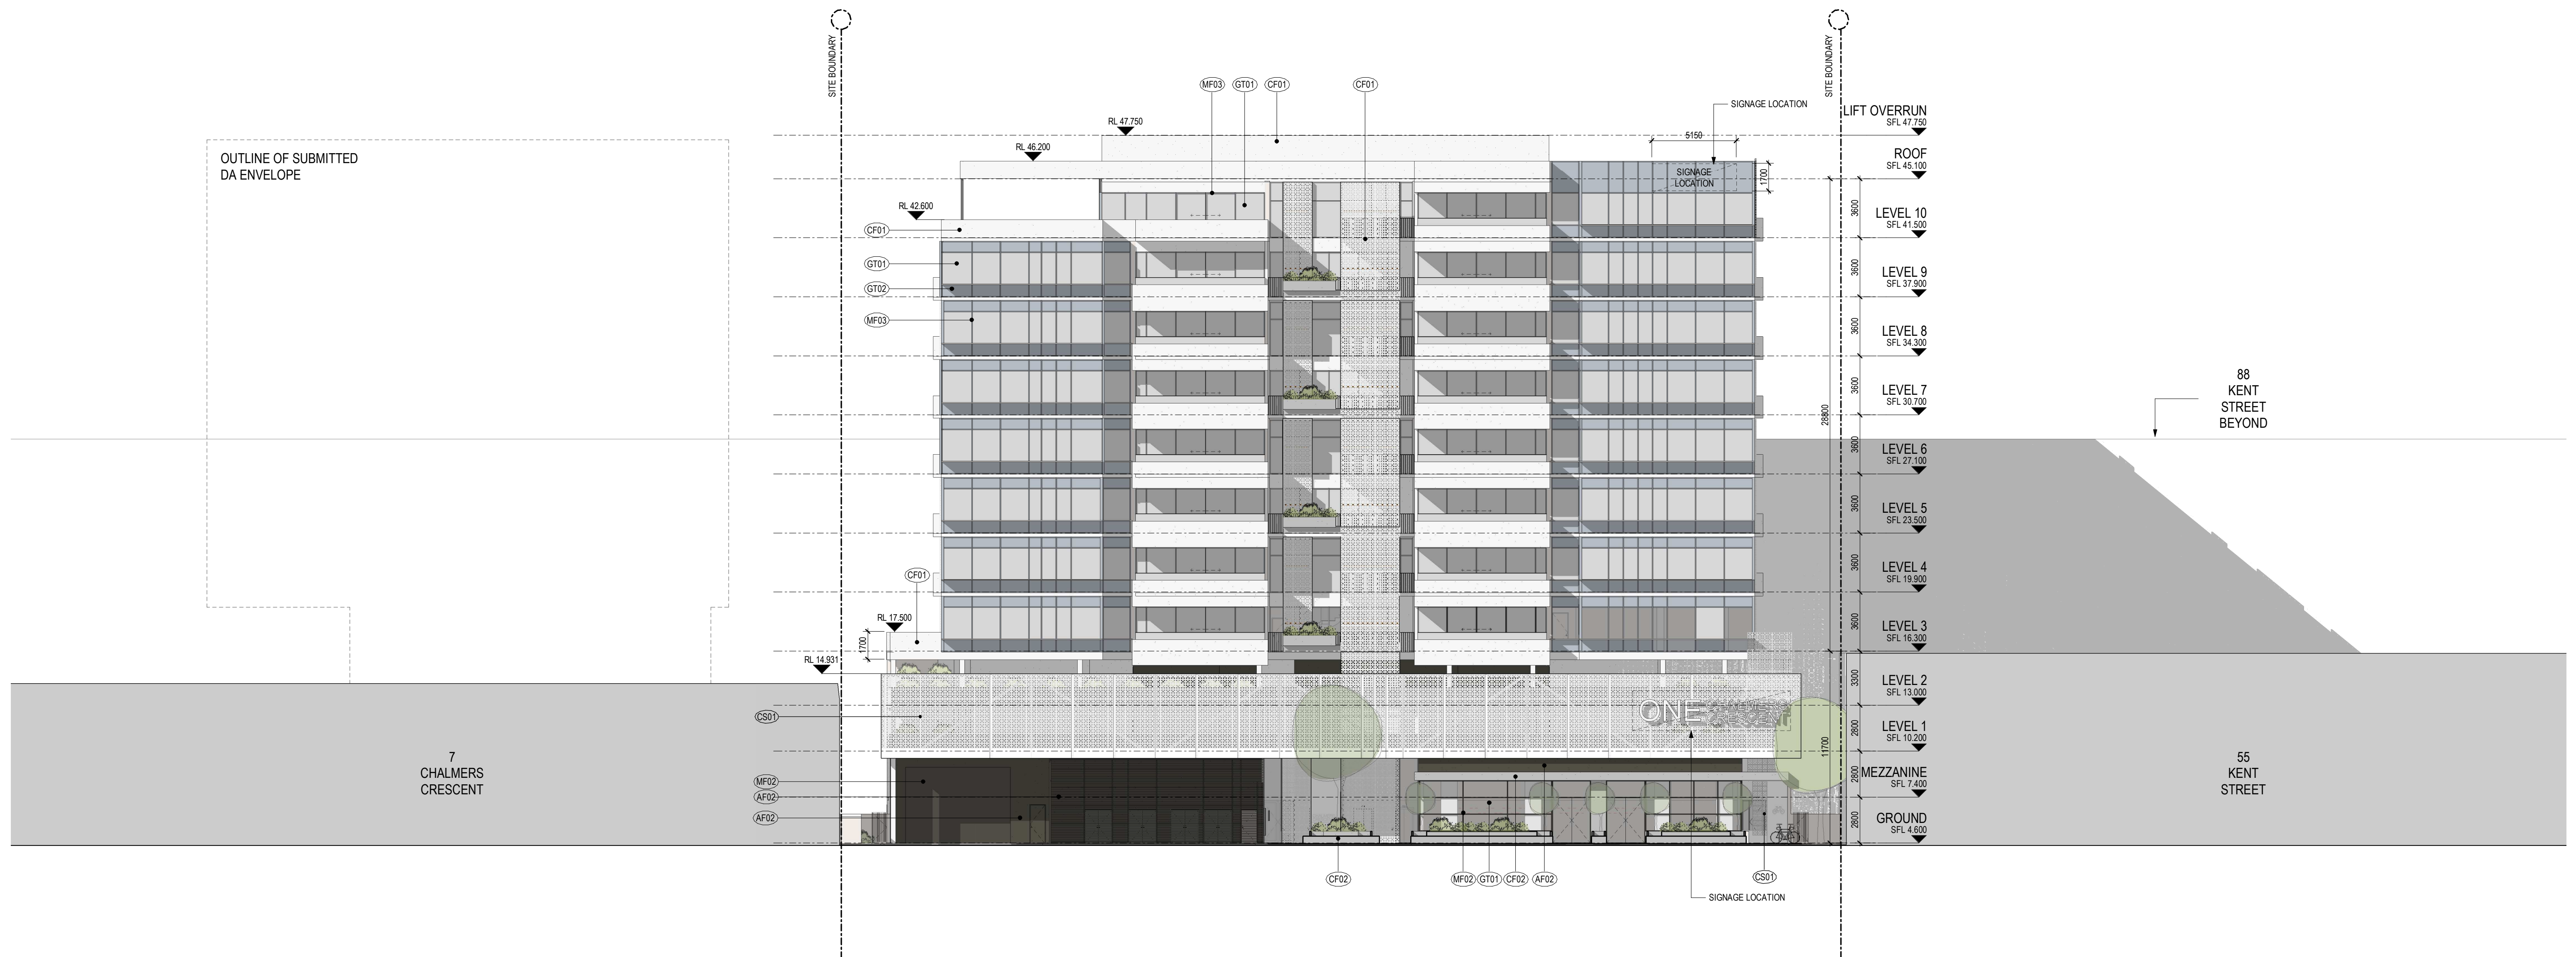 SITE BOUNDARY
SITE BOUNDARY
MF03
GT01
CF01
CF01
SIGNAGE LOCATION
LIFT OVERRUN
SFL 47.750
RL 47.750
5150
OUTLINE OF SUBMITTED
DA ENVELOPE
RL 46.200
ROOF
SFL 45.100
SIGNAGE
LOCATION
1700
RL 42.600
3600
LEVEL 10
SFL 41.500
CF01
GT01
3600
LEVEL 9
SFL 37.900
GT02
MF03
3600
LEVEL 8
SFL 34.300
3600
LEVEL 7
SFL 30.700
28800
88
KENT
STREET
BEYOND
3600
LEVEL 6
SFL 27.100
3600
LEVEL 5
SFL 23.500
3600
LEVEL 4
SFL 19.900
CF01
RL 17.500
3600
LEVEL 3
SFL 16.300
1700
RL 14.931
3300
LEVEL 2
SFL 13.000
CS01
ONE
2800
LEVEL 1
SFL 10.200
11700
7
CHALMERS
CRESCENT
55
KENT
STREET
MF02
AF02
AF02
2800
MEZZANINE
SFL 7.400
2800
GROUND
SFL 4.600
CF02
MF02
GT01
CF02
AF02
CS01
SIGNAGE LOCATION